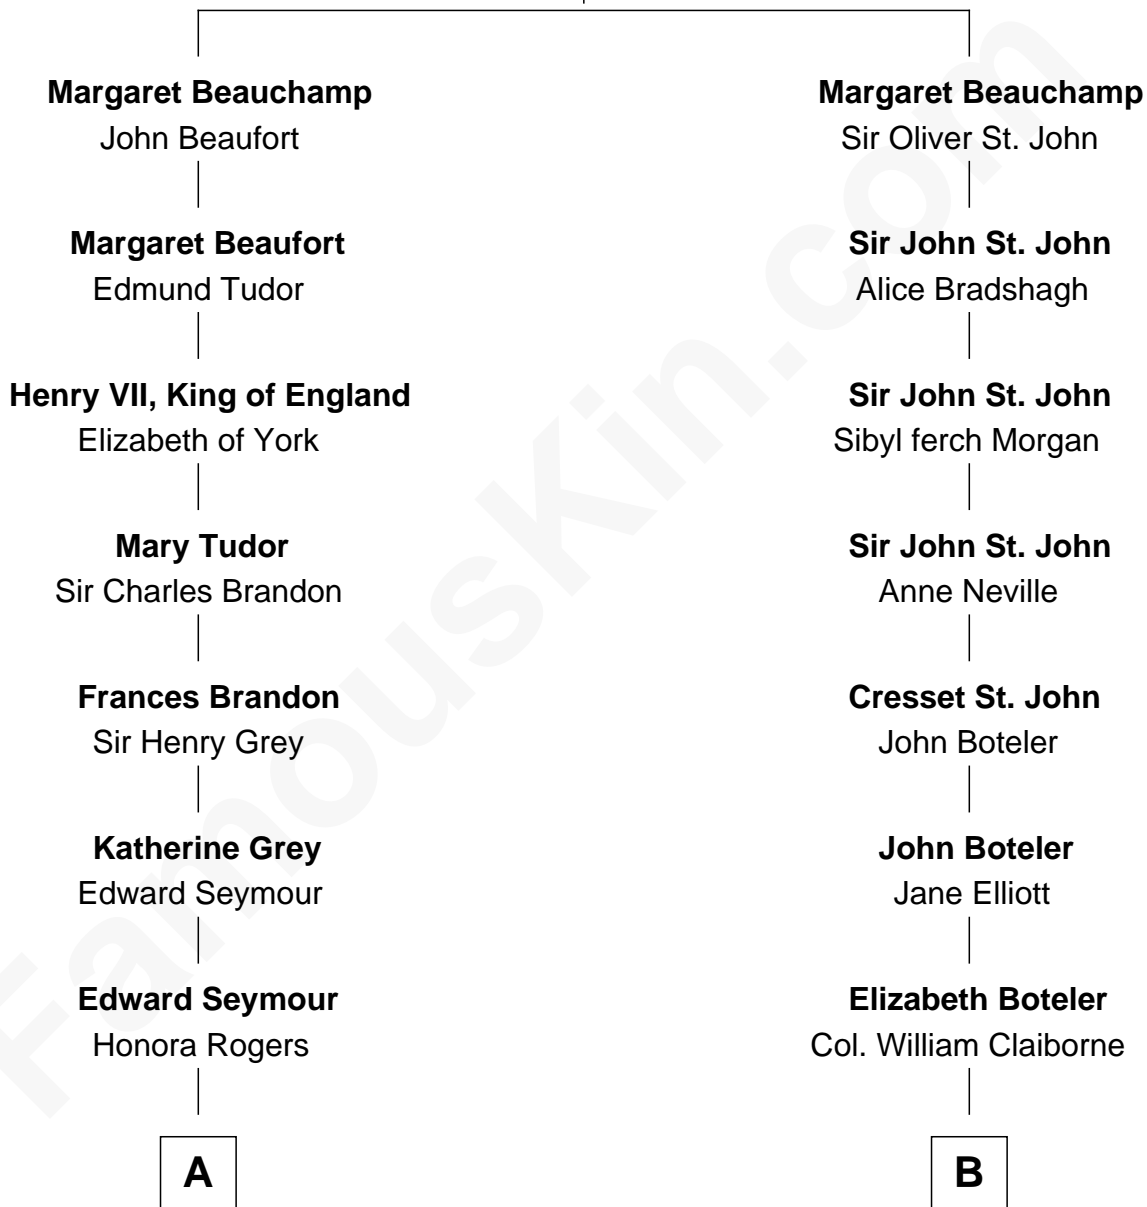 Margaret Beauchamp
John Beaufort
Margaret Beaufort
Edmund Tudor
Henry VII, King of England
Elizabeth of York
Mary Tudor
Sir Charles Brandon
Frances Brandon
Sir Henry Grey
Katherine Grey
Edward Seymour
Edward Seymour
Honora Rogers
A
Margaret Beauchamp
Sir Oliver St. John
Sir John St. John
Alice Bradshagh
Sir John St. John
Sibyl ferch Morgan
Sir John St. John
Anne Neville
Cresset St. John
John Boteler
John Boteler
Jane Elliott
Elizabeth Boteler
Col. William Claiborne
B
FamousKin.com